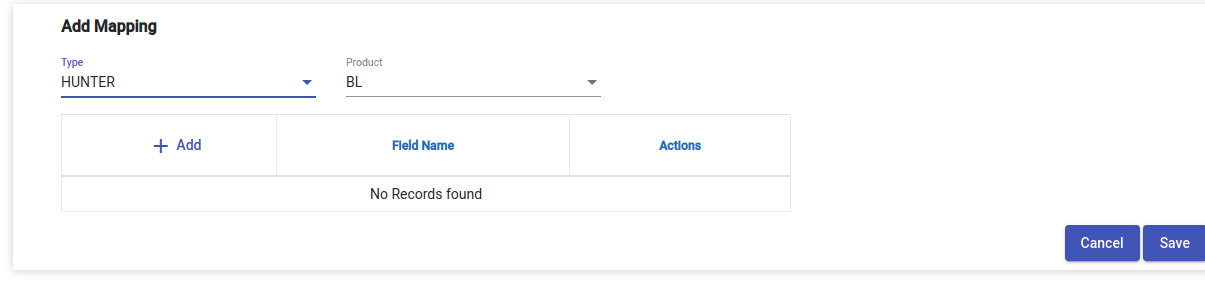 Add Mapping
Type
Product
HUNTER
BL
+ Add
Field Name
Actions
No Records found
Cancel
Save